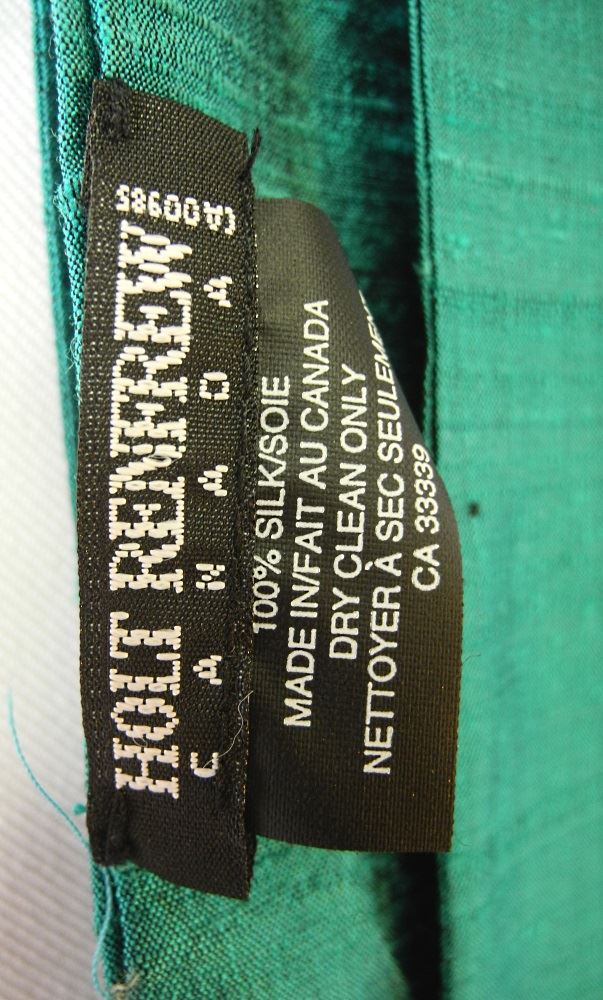 HOLT RENFREW
CANADA CA00985
100% SILK/SOIE
MADE IN/FAIT AU CANADA
DRY CLEAN ONLY
NETTOYER À SEC SEULEMENT
CA 33339